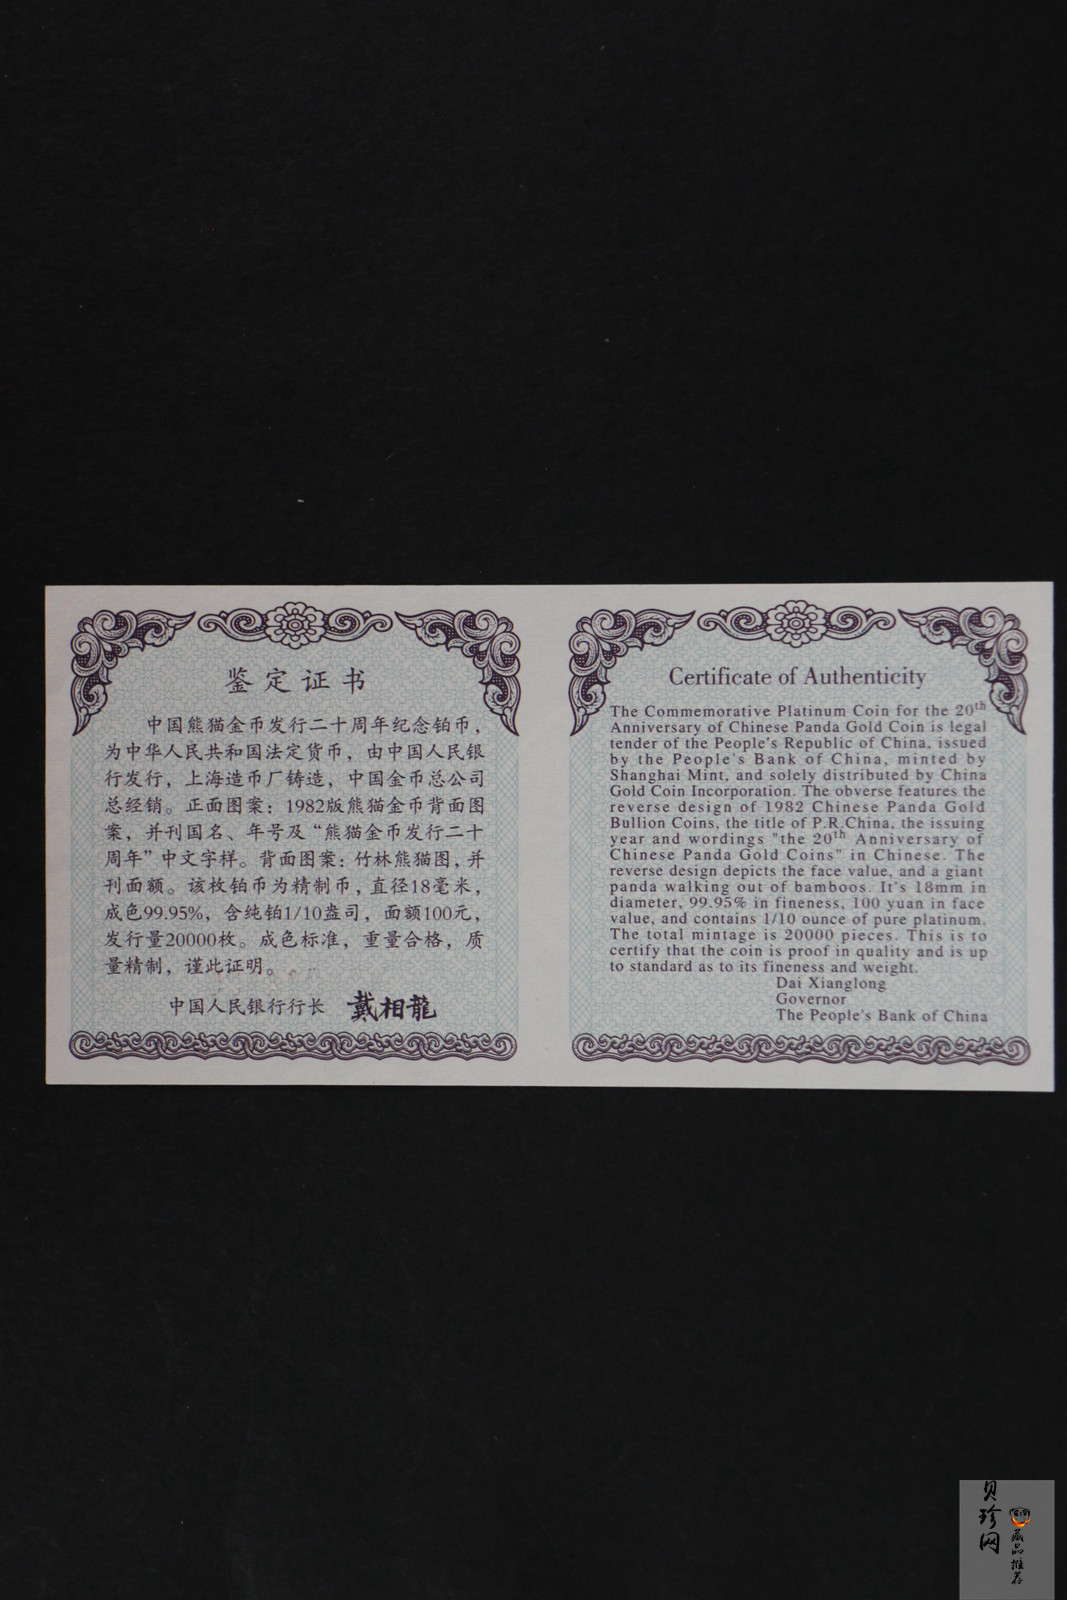 鉴定证书
中国熊猫金币发行二十周年纪念铂币，
为中华人民共和国法定货币，由中国人民银
行发行，上海造币厂铸造，中国金币总公司
总经销。正面图案：1982版熊猫金币背面图
案，并刊国名、年号及“熊猫金币发行二十
周年”中文字样。背面图案：竹林熊猫图，并
刊面额。该枚铂币为精制币，直径18毫米，
成色99.95%，含纯铂1/10盎司，面额100元，
发行量20000枚。成色标准，重量合格，质
量精制，谨此证明。
中国人民银行行长 戴相龍
Certificate of Authenticity
The Commemorative Platinum Coin for the 20th
Anniversary of Chinese Panda Gold Coin is legal
tender of the People's Republic of China, issued
by the People's Bank of China, minted by
Shanghai Mint, and solely distributed by China
Gold Coin Incorporation. The obverse features the
reverse design of 1982 Chinese Panda Gold
Bullion Coins, the title of P.R.China, the issuing
year and wordings "the 20th Anniversary of
Chinese Panda Gold Coins" in Chinese. The
reverse design depicts the face value, and a giant
panda walking out of bamboos. It's 18mm in
diameter, 99.95% in fineness, 100 yuan in face
value, and contains 1/10 ounce of pure platinum.
The total mintage is 20000 pieces. This is to
certify that the coin is proof in quality and is up
to standard as to its fineness and weight.
Dai Xianglong
Governor
The People's Bank of China
贝珍网
藏品推荐